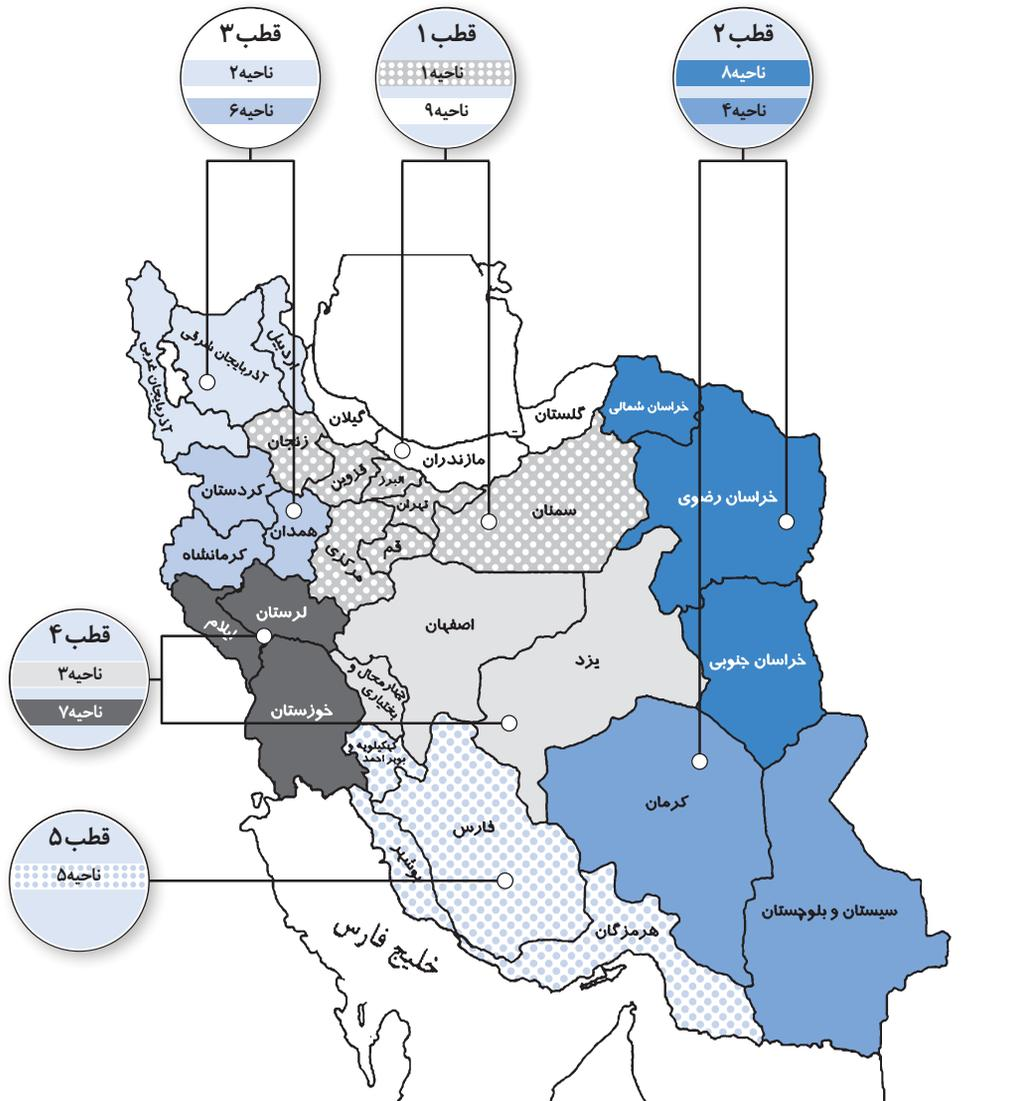 قطب ۲
ناحیه۸
ناحیه۴
قطب ۱
ناحیه۱
ناحیه۹
قطب ۳
ناحیه۲
ناحیه۶
آذربایجان غربی
آذربایجان شرقی
اردبیل
گیلان
مازندران
گلستان
خراسان شمالی
خراسان رضوی
خراسان جنوبی
زنجان
قزوین
البرز
تهران
سمنان
قم
مرکزی
کردستان
همدان
کرمانشاه
لرستان
ایلام
خوزستان
اصفهان
یزد
چهارمحال و
بختیاری
کهکیلویه و
بویر احمد
فارس
بوشهر
کرمان
هرمزگان
سیستان و بلوچستان
خلیج فارس
قطب ۴
ناحیه۳
ناحیه۷
قطب ۵
ناحیه۵